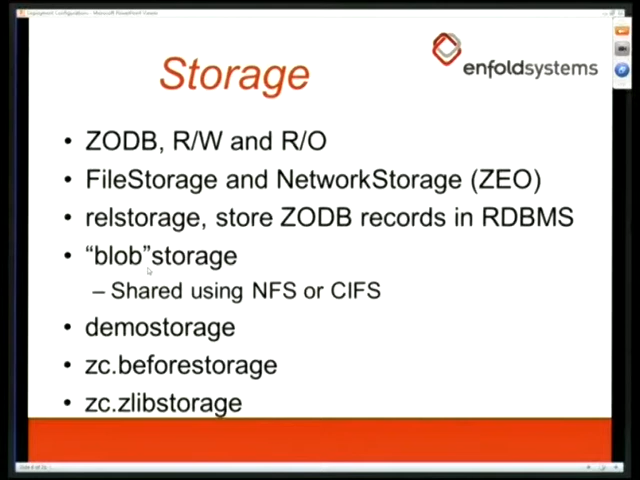 Storage
enfoldsystems
• ZODB, R/W and R/O
• FileStorage and NetworkStorage (ZEO)
• relstorage, store ZODB records in RDBMS
• “blob”storage
– Shared using NFS or CIFS
• demostorage
• zc.beforestorage
• zc.zlibstorage